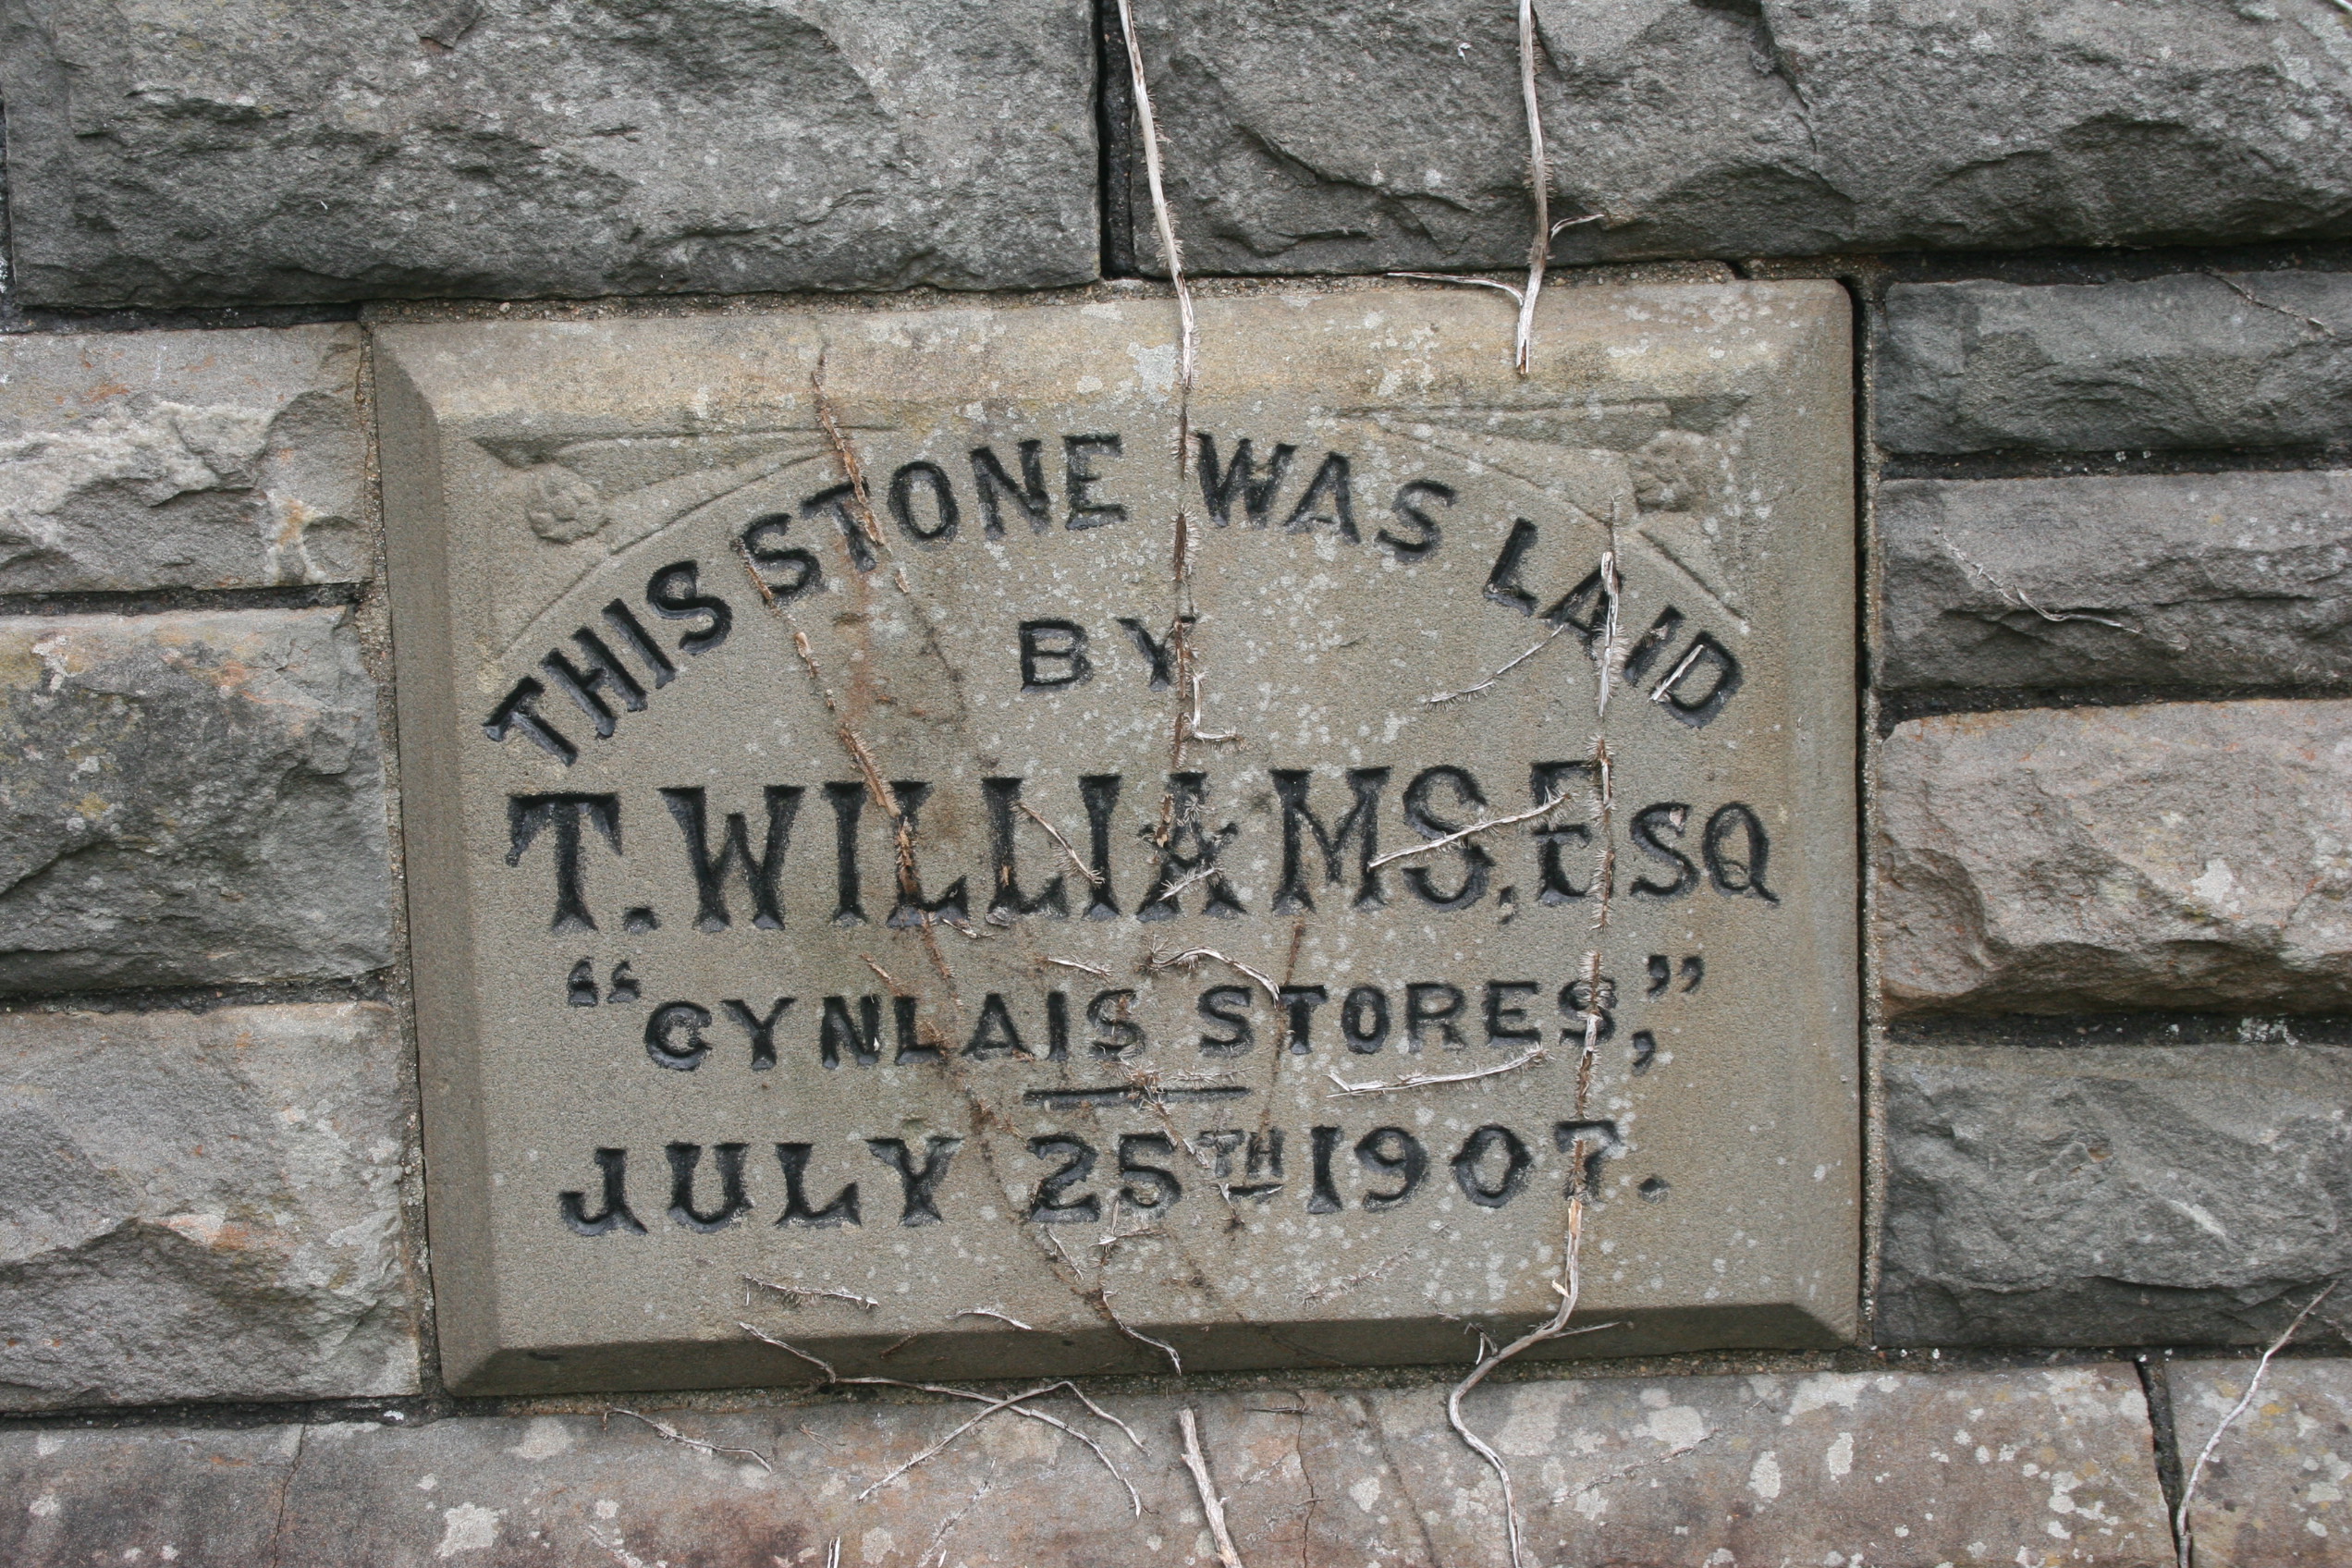 THIS STONE WAS LAID
BY
T. WILLIAMS, ESQ
“CYNLAIS STORES,”
JULY 25TH 1907.